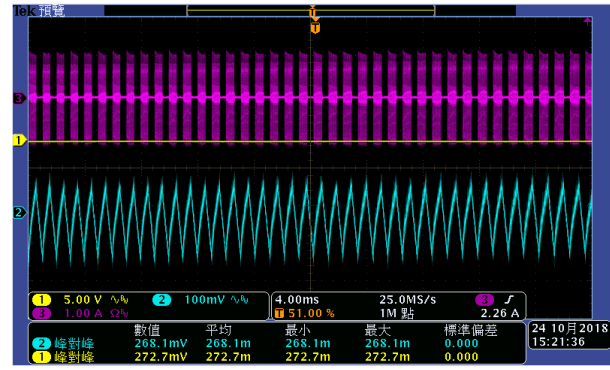 Tek 預覽
T
T
3
1
2
1 5.00 V 2 100mV 4.00ms 25.0MS/s 3
3 1.00 A Ω T 51.00 % 1M 點 2.26 A
數值 平均 最小 最大 標準偏差
2 峰對峰 268.1mV 268.1m 268.1m 268.1m 0.000
1 峰對峰 272.7mV 272.7m 272.7m 272.7m 0.000
24 10月 2018
15:21:36